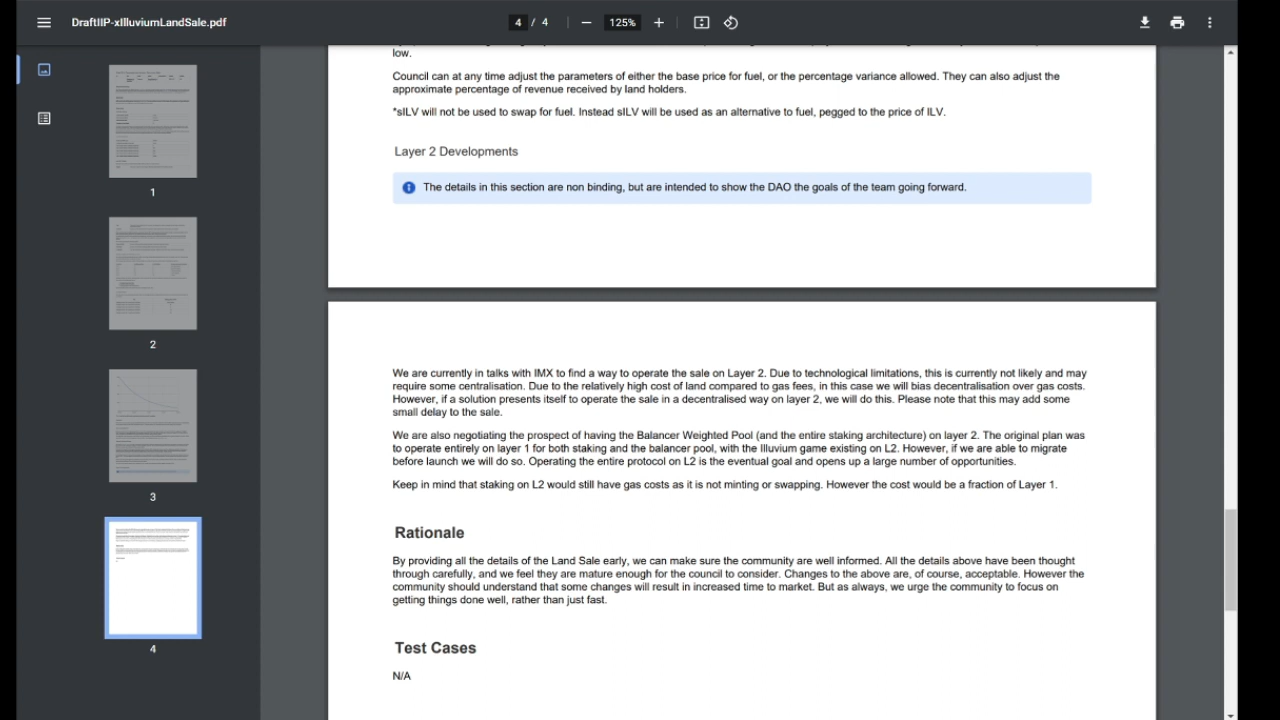 DraftIIP-xIlluviumLandSale.pdf
4 / 4
125%
1
2
3
4
low.
Council can at any time adjust the parameters of either the base price for fuel, or the percentage variance allowed. They can also adjust the
approximate percentage of revenue received by land holders.
*sILV will not be used to swap for fuel. Instead sILV will be used as an alternative to fuel, pegged to the price of ILV.
Layer 2 Developments
The details in this section are non binding, but are intended to show the DAO the goals of the team going forward.
We are currently in talks with IMX to find a way to operate the sale on Layer 2. Due to technological limitations, this is currently not likely and may
require some centralisation. Due to the relatively high cost of land compared to gas fees, in this case we will bias decentralisation over gas costs.
However, if a solution presents itself to operate the sale in a decentralised way on layer 2, we will do this. Please note that this may add some
small delay to the sale.
We are also negotiating the prospect of having the Balancer Weighted Pool (and the entire staking architecture) on layer 2. The original plan was
to operate entirely on layer 1 for both staking and the balancer pool, with the Illuvium game existing on L2. However, if we are able to migrate
before launch we will do so. Operating the entire protocol on L2 is the eventual goal and opens up a large number of opportunities.
Keep in mind that staking on L2 would still have gas costs as it is not minting or swapping. However the cost would be a fraction of Layer 1.
Rationale
By providing all the details of the Land Sale early, we can make sure the community are well informed. All the details above have been thought
through carefully, and we feel they are mature enough for the council to consider. Changes to the above are, of course, acceptable. However the
community should understand that some changes will result in increased time to market. But as always, we urge the community to focus on
getting things done well, rather than just fast.
Test Cases
N/A